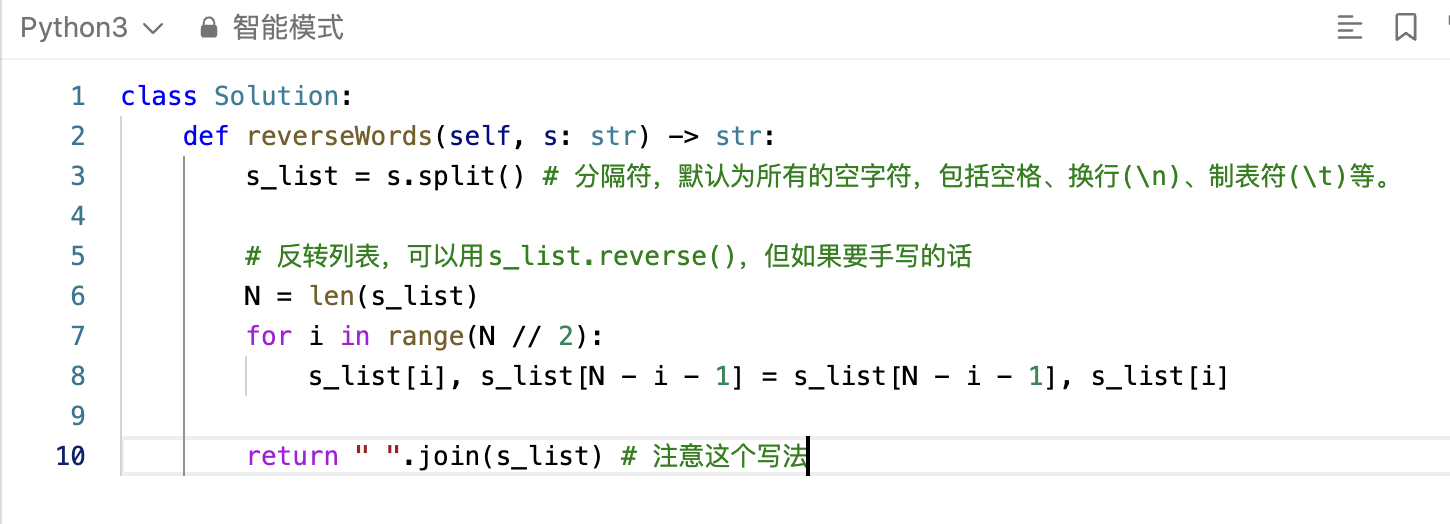 Python3 智能模式
1 class Solution:
2     def reverseWords(self, s: str) -> str:
3         s_list = s.split() # 分隔符，默认为所有的空字符，包括空格、换行(\n)、制表符(\t)等。
4
5         # 反转列表，可以用s_list.reverse()，但如果要手写的话
6         N = len(s_list)
7         for i in range(N // 2):
8             s_list[i], s_list[N - i - 1] = s_list[N - i - 1], s_list[i]
9
10         return " ".join(s_list) # 注意这个写法